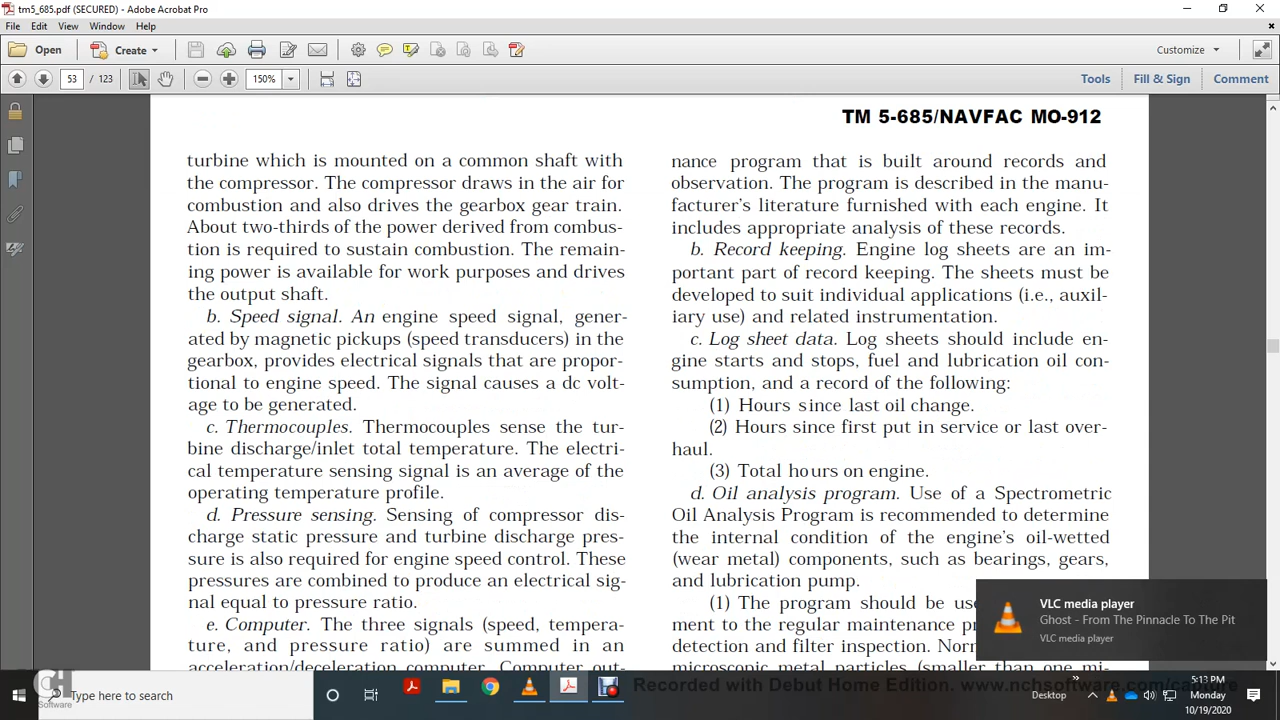 tm5_685.pdf (SECURED) - Adobe Acrobat Pro
File Edit View Window Help
Open Create Customize
53 / 123 150% Tools Fill & Sign Comment
TM 5-685/NAVFAC MO-912
turbine which is mounted on a common shaft with
the compressor. The compressor draws in the air for
combustion and also drives the gearbox gear train.
About two-thirds of the power derived from combus-
tion is required to sustain combustion. The remain-
ing power is available for work purposes and drives
the output shaft.
b. Speed signal. An engine speed signal, gener-
ated by magnetic pickups (speed transducers) in the
gearbox, provides electrical signals that are propor-
tional to engine speed. The signal causes a dc volt-
age to be generated.
c. Thermocouples. Thermocouples sense the tur-
bine discharge/inlet total temperature. The electri-
cal temperature sensing signal is an average of the
operating temperature profile.
d. Pressure sensing. Sensing of compressor dis-
charge static pressure and turbine discharge pres-
sure is also required for engine speed control. These
pressures are combined to produce an electrical sig-
nal equal to pressure ratio.
e. Computer. The three signals (speed, tempera-
ture, and pressure ratio) are summed in an
acceleration/deceleration computer. Computer out-
nance program that is built around records and
observation. The program is described in the manu-
facturer's literature furnished with each engine. It
includes appropriate analysis of these records.
b. Record keeping. Engine log sheets are an im-
portant part of record keeping. The sheets must be
developed to suit individual applications (i.e., auxil-
iary use) and related instrumentation.
c. Log sheet data. Log sheets should include en-
gine starts and stops, fuel and lubrication oil con-
sumption, and a record of the following:
(1) Hours since last oil change.
(2) Hours since first put in service or last over-
haul.
(3) Total hours on engine.
d. Oil analysis program. Use of a Spectrometric
Oil Analysis Program is recommended to determine
the internal condition of the engine's oil-wetted
(wear metal) components, such as bearings, gears,
and lubrication pump.
(1) The program should be use
ment to the regular maintenance pr
detection and filter inspection. Norm
microscopic metal particles (smaller than one mi-
VLC media player
Ghost - From The Pinnacle To The Pit
VLC media player
Software
Type here to search
Recorded with Debut Home Edition. www.nchsoftware.com/capture
Desktop
5:13 PM
Monday
10/19/2020